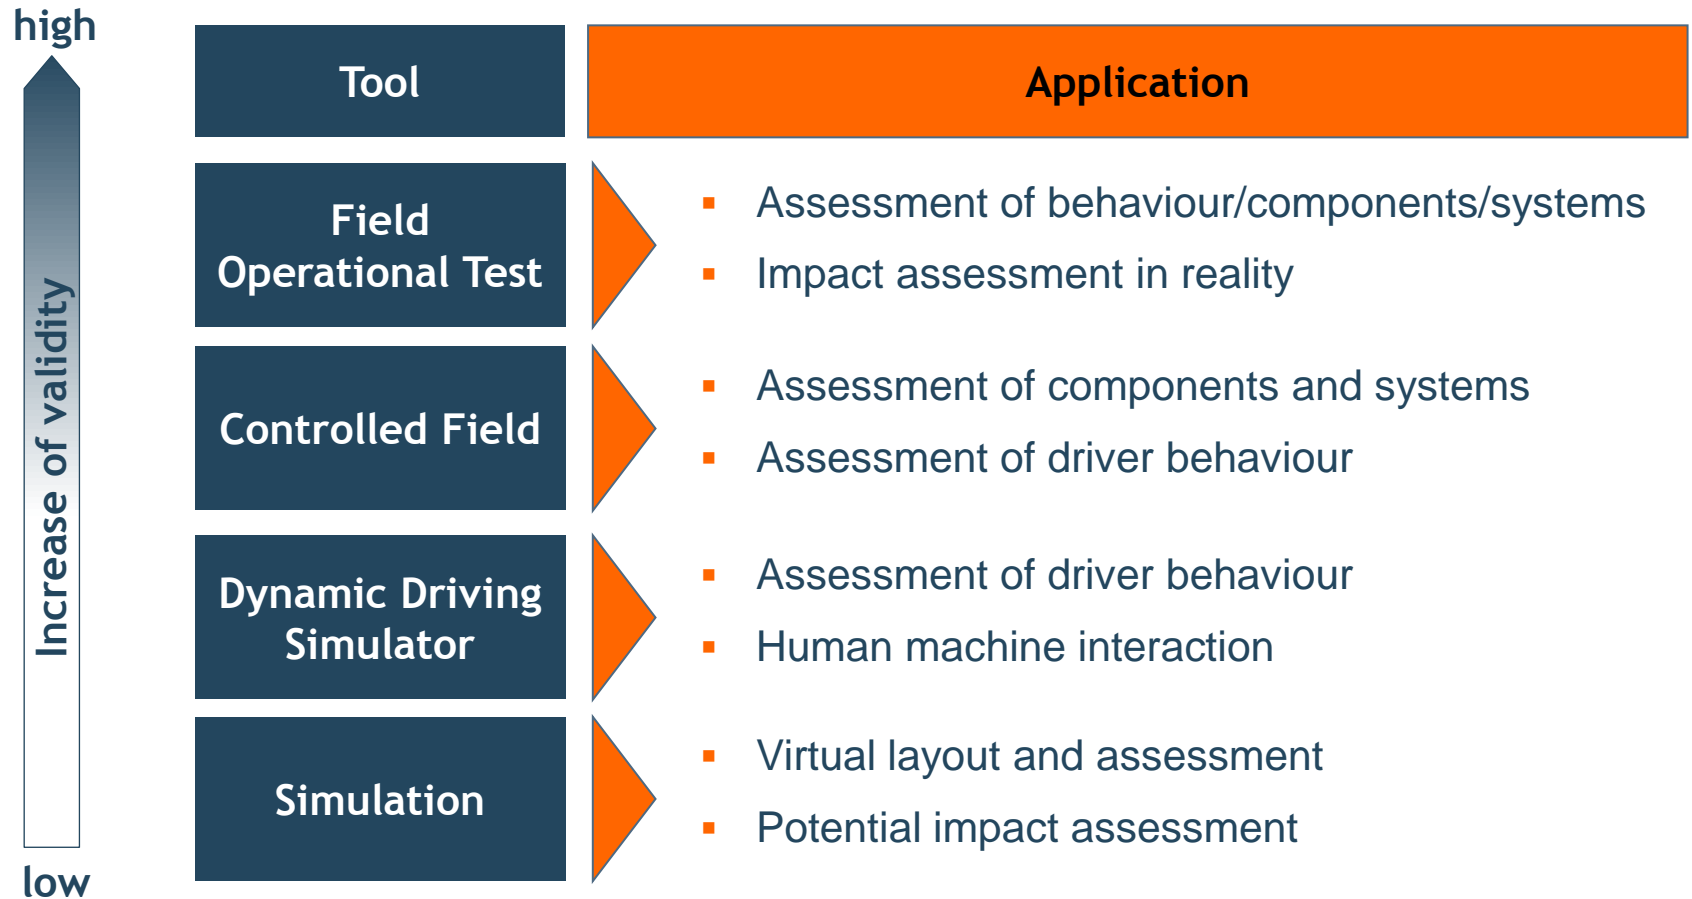 high
Increase of validity
low
Tool
Application
Field
Operational Test
▪ Assessment of behaviour/components/systems
▪ Impact assessment in reality
Controlled Field
▪ Assessment of components and systems
▪ Assessment of driver behaviour
Dynamic Driving
Simulator
▪ Assessment of driver behaviour
▪ Human machine interaction
Simulation
▪ Virtual layout and assessment
▪ Potential impact assessment